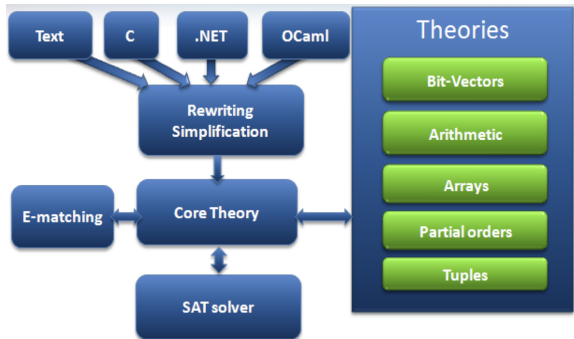 Text
C
.NET
OCaml
Theories
Rewriting
Simplification
Bit-Vectors
Arithmetic
Arrays
Partial orders
Tuples
E-matching
Core Theory
SAT solver